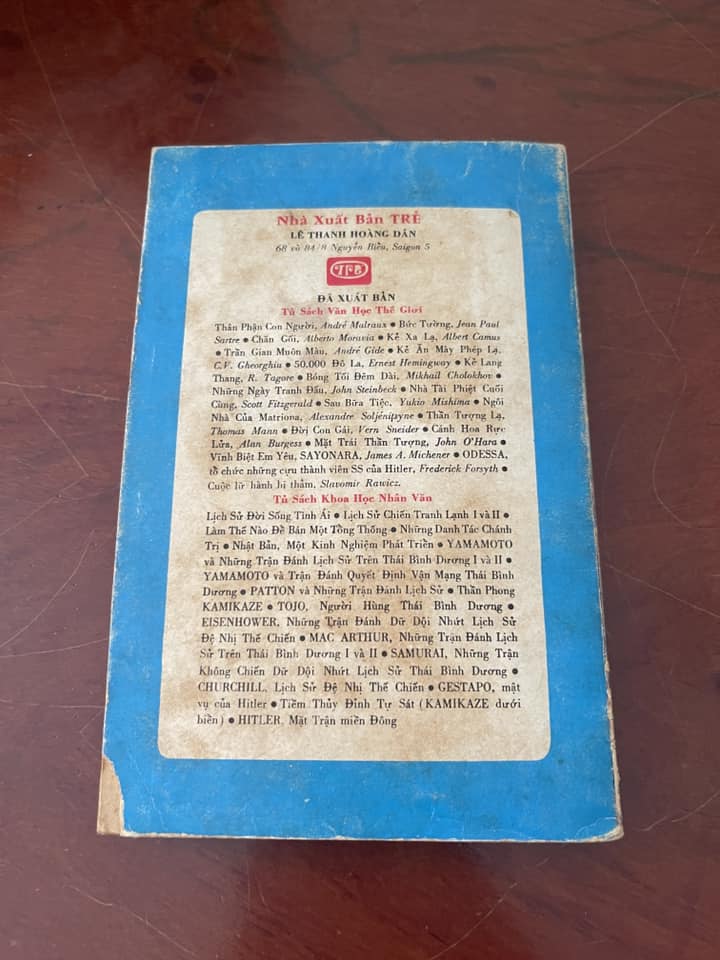 Nhà Xuất Bản TRẺ
LÊ THANH HOÀNG DÂN
68 và 84/8 Nguyễn Biểu, Saigon 5
TFB
ĐÃ XUẤT BẢN
Tủ Sách Văn Học Thế Giới
Thân Phận Con Người, André Malraux ● Bức Tường, Jean Paul
Sartre ● Chăn Gối, Alberto Moravia ● Kẻ Xa Lạ, Albert Camus
● Trần Gian Muôn Màu, André Gide ● Kẻ Ăn Mày Phép Lạ,
C.V. Gheorghiu ● 50.000 Đô La, Ernest Hemingway ● Kẻ Lang
Thang, R. Tagore ● Bóng Tối Đêm Dài, Mikhail Cholokhov ●
Những Ngày Tranh Đấu, John Steinbeck ● Nhà Tài Phiệt Cuối
Cùng, Scott Fitzgerald ● Sau Bữa Tiệc, Yukio Mishima ● Ngôi
Nhà Của Matriona, Alexandre Soljénitsyne ● Thần Tượng Lạ,
Thomas Mann ● Đời Con Gái, Vern Sneider ● Cánh Hoa Rực
Lửa, Alan Burgess ● Mặt Trái Thần Tượng, John O'Hara ●
Vĩnh Biệt Em Yêu, SAYONARA, James A. Michener ● ODESSA,
tổ chức những cựu thành viên SS của Hitler, Frederick Forsyth ●
Cuộc lữ hành bi thảm, Slavomir Rawicz.
Tủ Sách Khoa Học Nhân Văn
Lịch Sử Đời Sống Tình Ái ● Lịch Sử Chiến Tranh Lạnh I và II ●
Làm Thế Nào Để Bán Một Tổng Thống ● Những Danh Tác Chánh
Trị ● Nhật Bản, Một Kinh Nghiệm Phát Triển ● YAMAMOTO
và Những Trận Đánh Lịch Sử Trên Thái Bình Dương I và II ●
YAMAMOTO và Trận Đánh Quyết Định Vận Mạng Thái Bình
Dương ● PATTON và Những Trận Đánh Lịch Sử ● Thần Phong
KAMIKAZE ● TOJO, Người Hùng Thái Bình Dương ●
EISENHOWER, Những Trận Đánh Dữ Dội Nhứt Lịch Sử
Đệ Nhị Thế Chiến ● MAC ARTHUR, Những Trận Đánh Lịch
Sử Trên Thái Bình Dương I và II ● SAMURAI, Những Trận
Không Chiến Dữ Dội Nhứt Lịch Sử Thái Bình Dương ●
CHURCHILL, Lịch Sử Đệ Nhị Thế Chiến ● GESTAPO, mật
vụ của Hitler ● Tiềm Thủy Đỉnh Tự Sát (KAMIKAZE dưới
biển) ● HITLER, Mặt Trận miền Đông